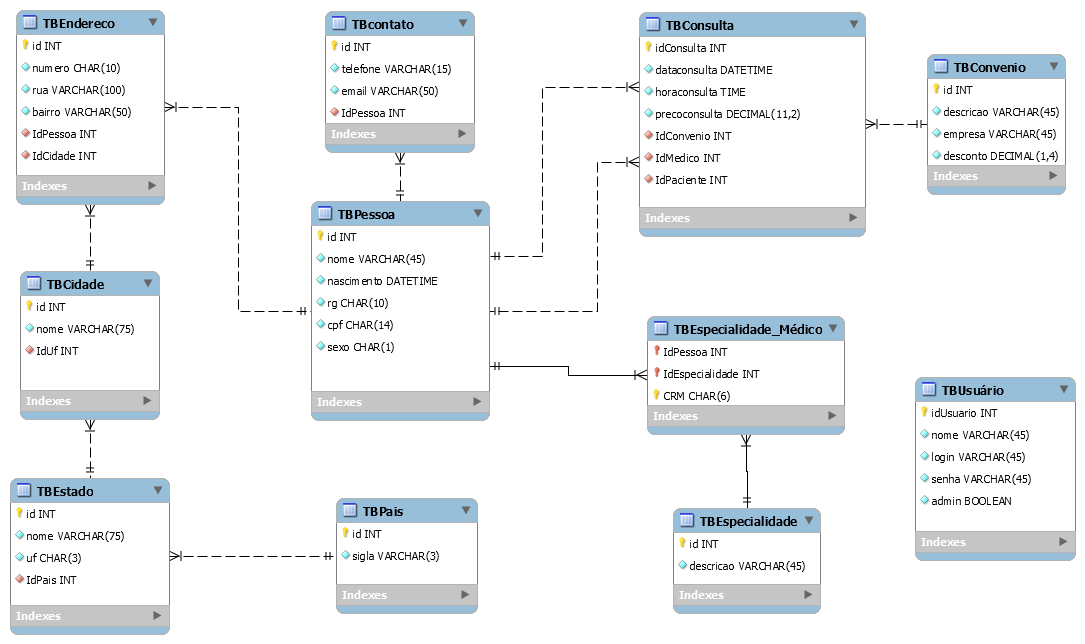 TBEndereco
id INT
numero CHAR(10)
rua VARCHAR(100)
bairro VARCHAR(50)
IdPessoa INT
IdCidade INT
Indexes
TBcontato
id INT
telefone VARCHAR(15)
email VARCHAR(50)
IdPessoa INT
Indexes
TBConsulta
idConsulta INT
dataconsulta DATETIME
horaconsulta TIME
precoconsulta DECIMAL(11,2)
IdConvenio INT
IdMedico INT
IdPaciente INT
Indexes
TBConvenio
id INT
descricao VARCHAR(45)
empresa VARCHAR(45)
desconto DECIMAL(1,4)
Indexes
TBPessoa
id INT
nome VARCHAR(45)
nascimento DATETIME
rg CHAR(10)
cpf CHAR(14)
sexo CHAR(1)
Indexes
TBCidade
id INT
nome VARCHAR(75)
IdUf INT
Indexes
TBEspecialidade_Médico
IdPessoa INT
IdEspecialidade INT
CRM CHAR(6)
Indexes
TBUsuário
idUsuario INT
nome VARCHAR(45)
login VARCHAR(45)
senha VARCHAR(45)
admin BOOLEAN
Indexes
TBEstado
id INT
nome VARCHAR(75)
uf CHAR(3)
IdPais INT
Indexes
TBPais
id INT
sigla VARCHAR(3)
Indexes
TBEspecialidade
id INT
descricao VARCHAR(45)
Indexes